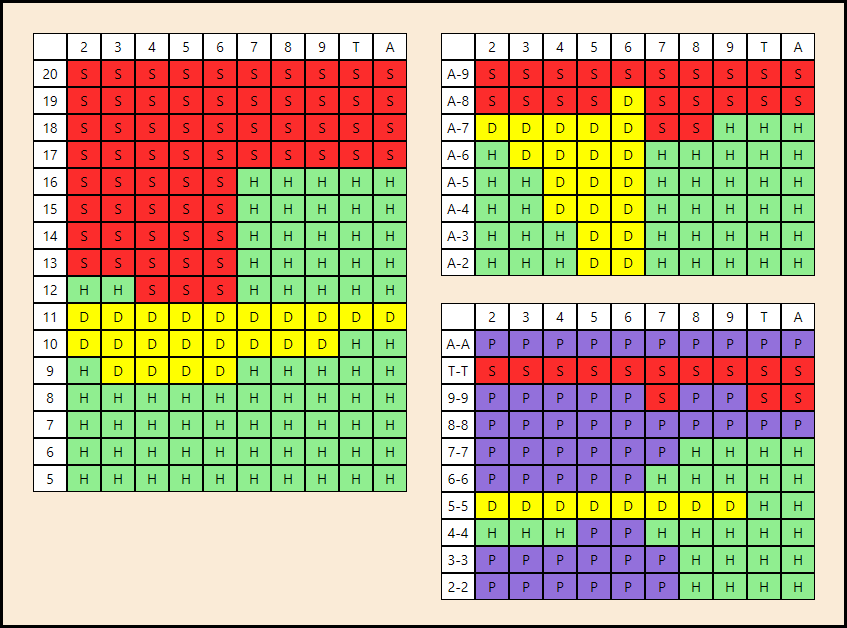 2 3 4 5 6 7 8 9 T A
20 S S S S S S S S S S
19 S S S S S S S S S S
18 S S S S S S S S S S
17 S S S S S S S S S S
16 S S S S S H H H H H
15 S S S S S H H H H H
14 S S S S S H H H H H
13 S S S S S H H H H H
12 H H S S S H H H H H
11 D D D D D D D D D D
10 D D D D D D D D H H
9 H D D D D H H H H H
8 H H H H H H H H H H
7 H H H H H H H H H H
6 H H H H H H H H H H
5 H H H H H H H H H H
2 3 4 5 6 7 8 9 T A
A-9 S S S S S S S S S S
A-8 S S S S D S S S S S
A-7 D D D D D S S H H H
A-6 H D D D D H H H H H
A-5 H H D D D H H H H H
A-4 H H D D D H H H H H
A-3 H H H D D H H H H H
A-2 H H H D D H H H H H
2 3 4 5 6 7 8 9 T A
A-A P P P P P P P P P P
T-T S S S S S S S S S S
9-9 P P P P P S P P S S
8-8 P P P P P P P P P P
7-7 P P P P P P H H H H
6-6 P P P P P H H H H H
5-5 D D D D D D D D H H
4-4 H H H P P H H H H H
3-3 P P P P P P H H H H
2-2 P P P P P P H H H H